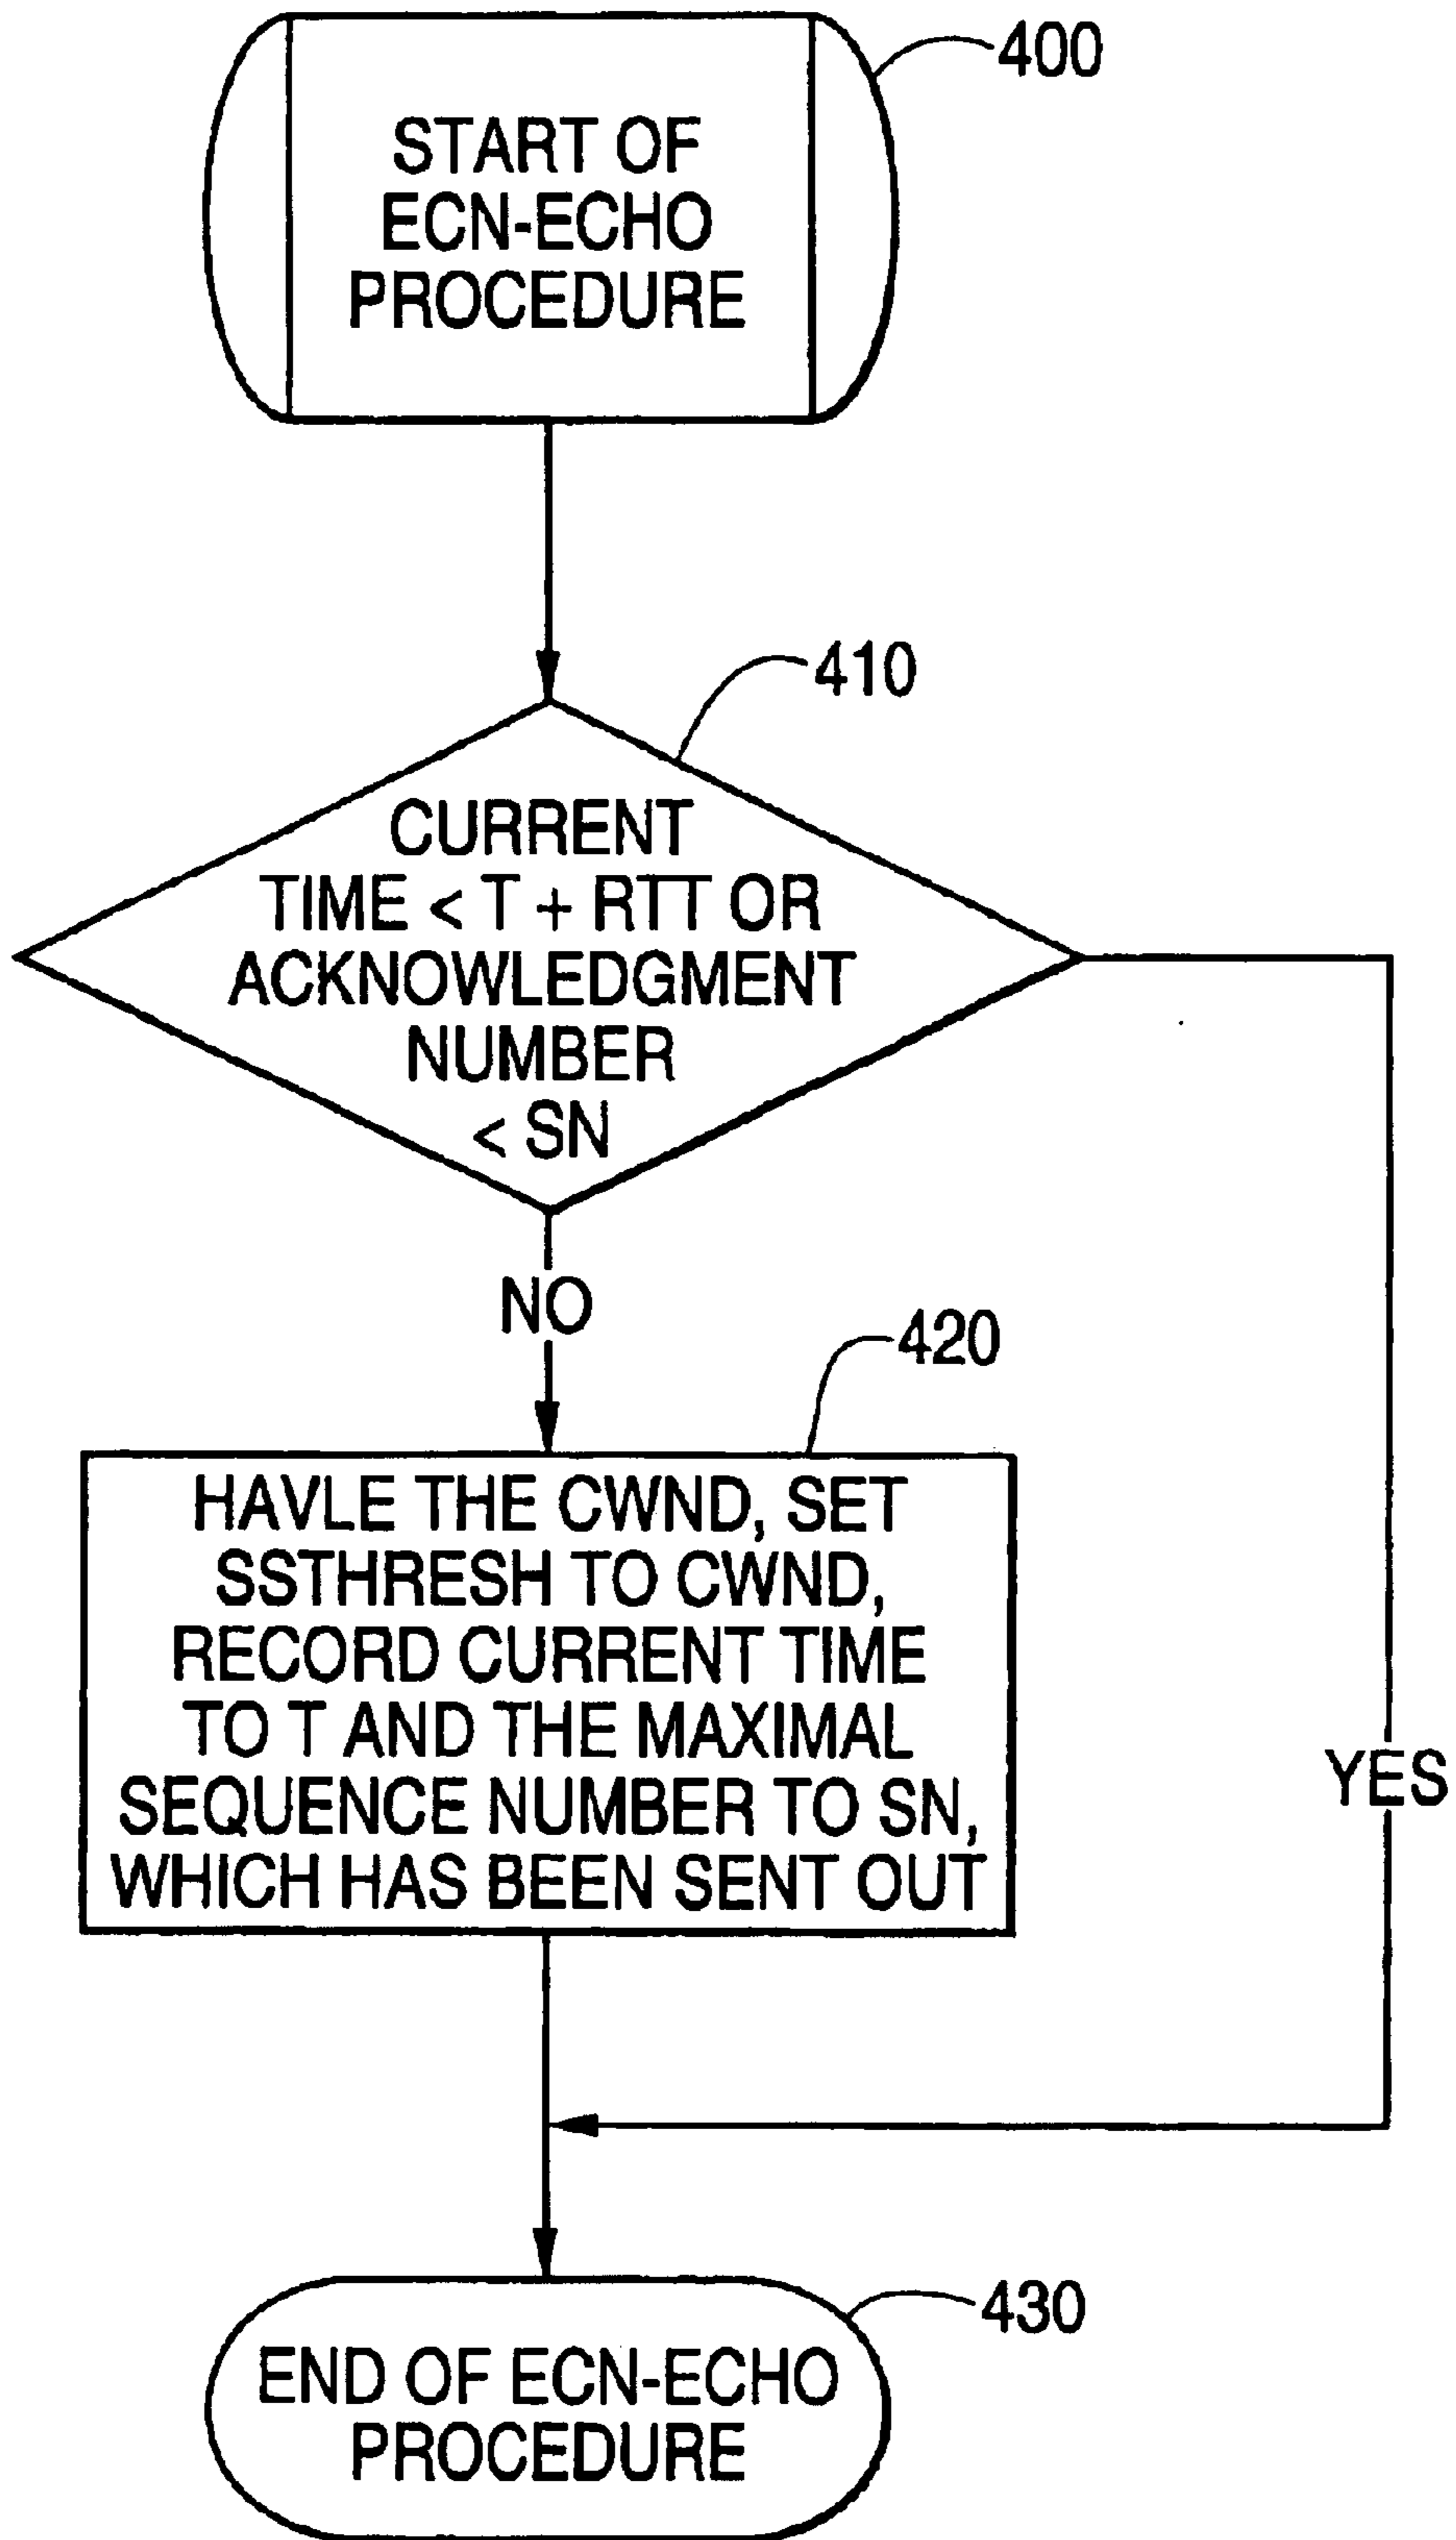 400
START OF
ECN-ECHO
PROCEDURE
410
CURRENT
TIME < T + RTT OR
ACKNOWLEDGMENT
NUMBER
< SN
NO
420
HAVLE THE CWND, SET
SSTHRESH TO CWND,
RECORD CURRENT TIME
TO T AND THE MAXIMAL
SEQUENCE NUMBER TO SN,
WHICH HAS BEEN SENT OUT
YES
430
END OF ECN-ECHO
PROCEDURE